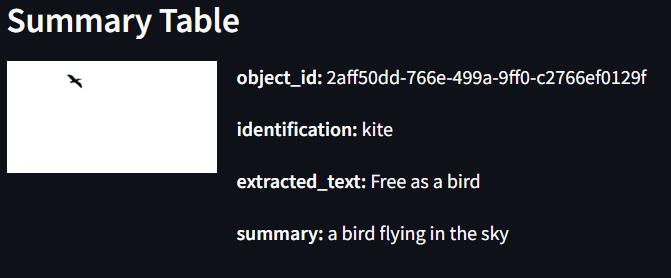 Summary Table
object_id: 2aff50dd-766e-499a-9ff0-c2766ef0129f
identification: kite
extracted_text: Free as a bird
summary: a bird flying in the sky